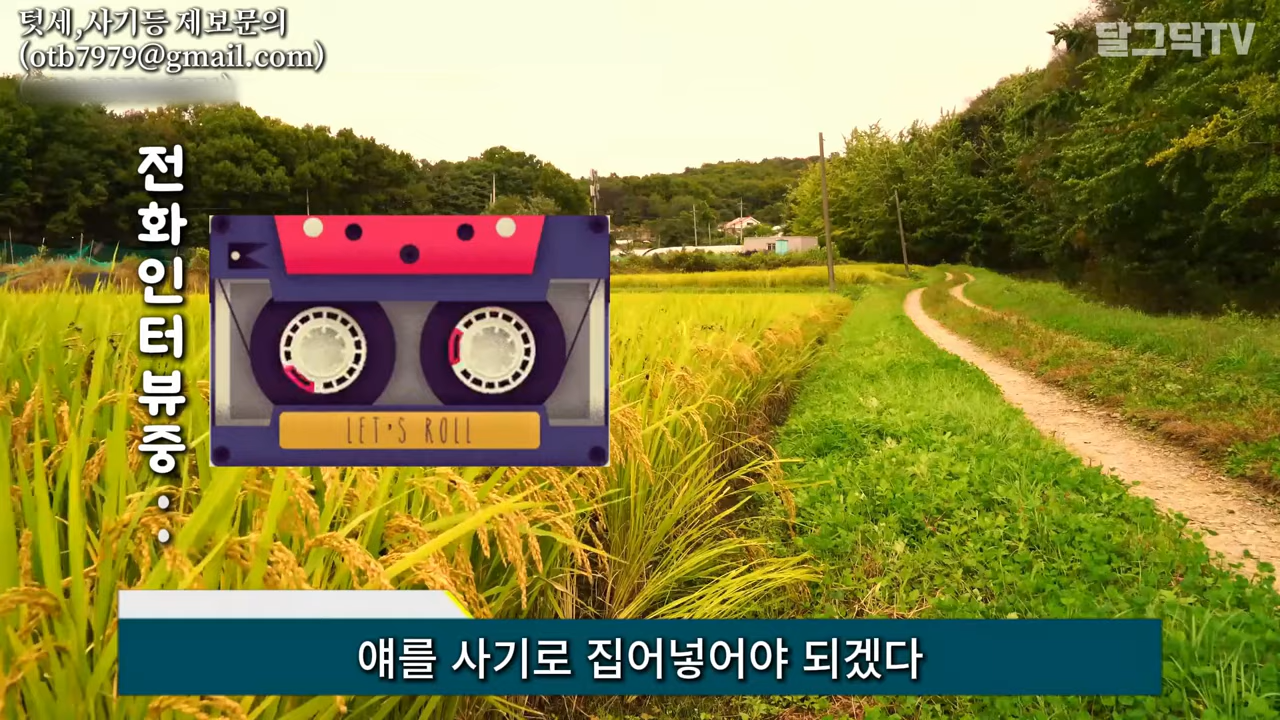 텃세,사기등 제보문의
(otb7979@gmail.com)
달그닥TV
전화인터뷰중..
LET'S ROLL
얘를 사기로 집어넣어야 되겠다